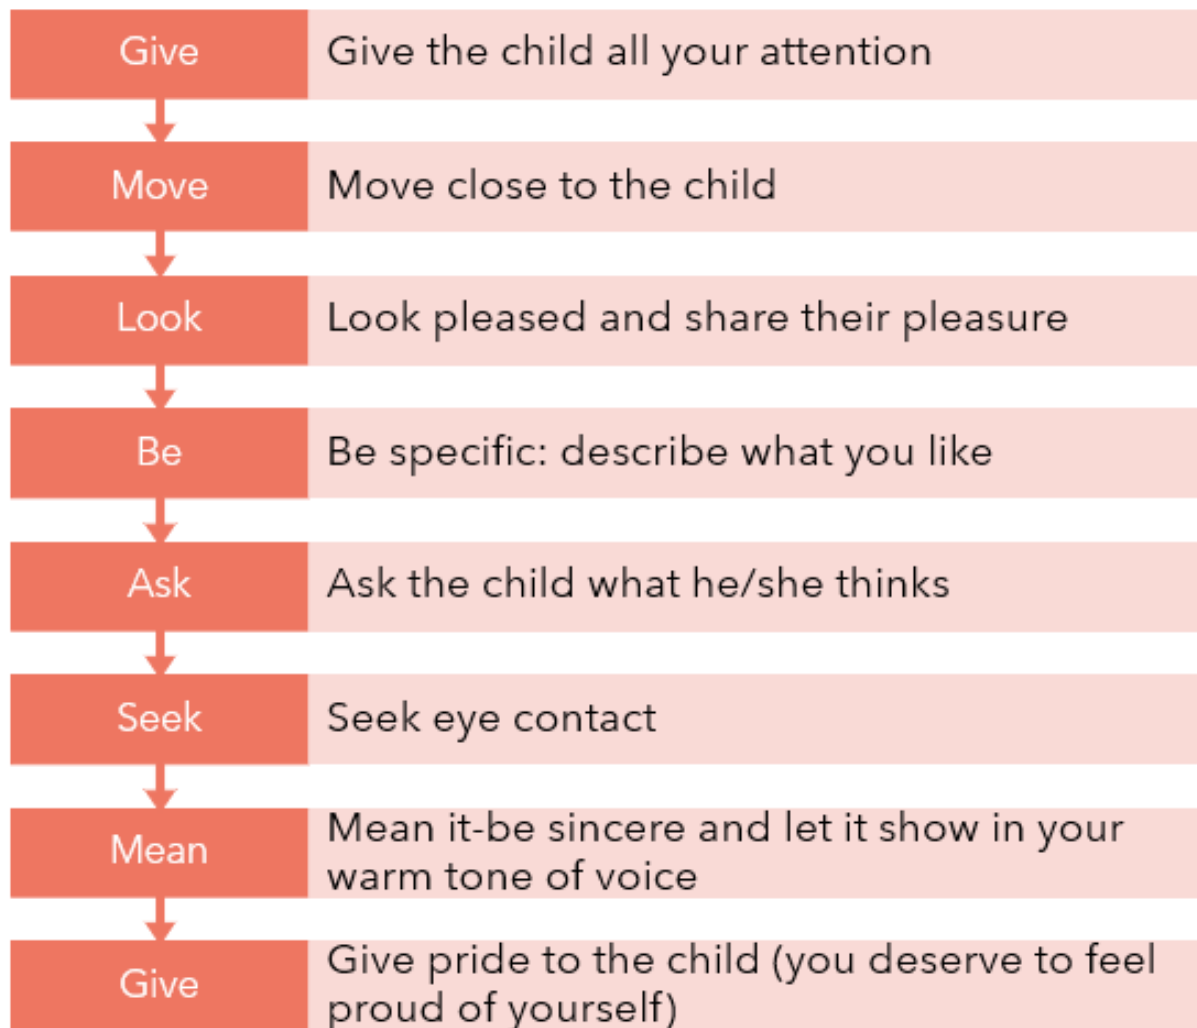 Give
Give the child all your attention
Move
Move close to the child
Look
Look pleased and share their pleasure
Be
Be specific: describe what you like
Ask
Ask the child what he/she thinks
Seek
Seek eye contact
Mean
Mean it-be sincere and let it show in your
warm tone of voice
Give
Give pride to the child (you deserve to feel
proud of yourself)